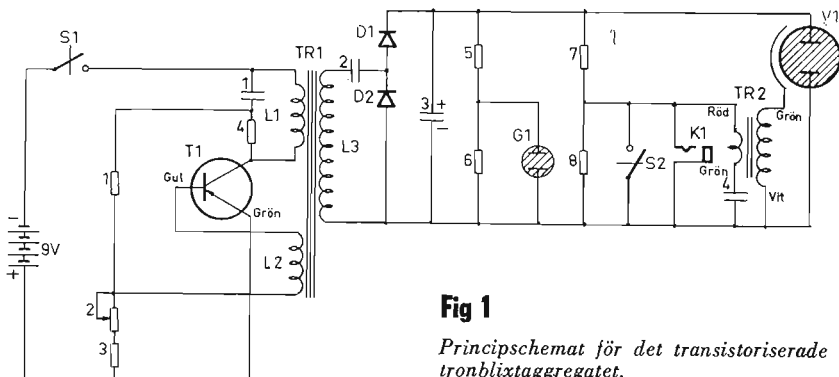 S1
TR1
D1
D2
V1
1
4
L1
2
L3
3
+
-
5
6
7
8
G1
S2
K1
Röd
Grön
4
TR2
Grön
Vit
T1
Gul
Grön
L2
1
-
9V
+
2
3
Fig 1
Principschemat för det transistoriserade
tronblixtaggregatet.